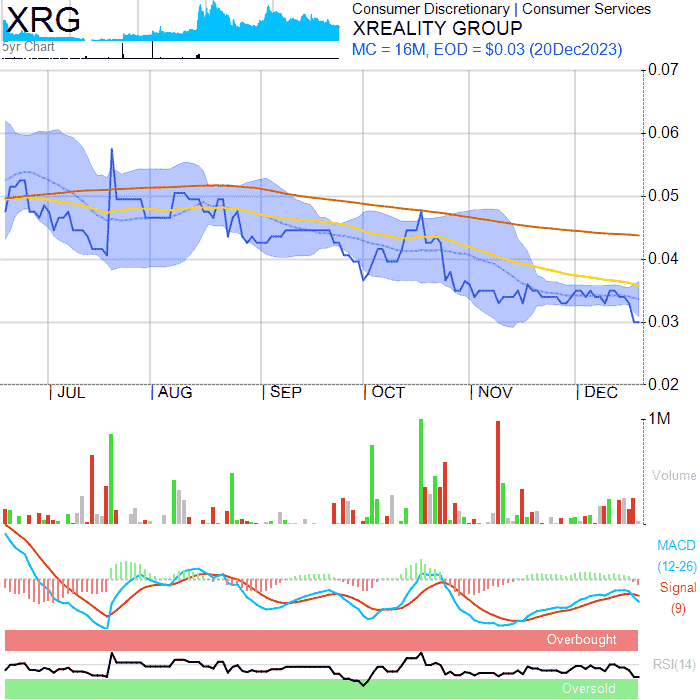 XRG
5yr Chart
Consumer Discretionary | Consumer Services
XREALITY GROUP
MC = 16M, EOD = $0.03 (20Dec2023)
0.07
0.06
0.05
0.04
0.03
0.02
JUL
AUG
SEP
OCT
NOV
DEC
1M
Volume
MACD
(12-26)
Signal
(9)
Overbought
RSI(14)
Oversold